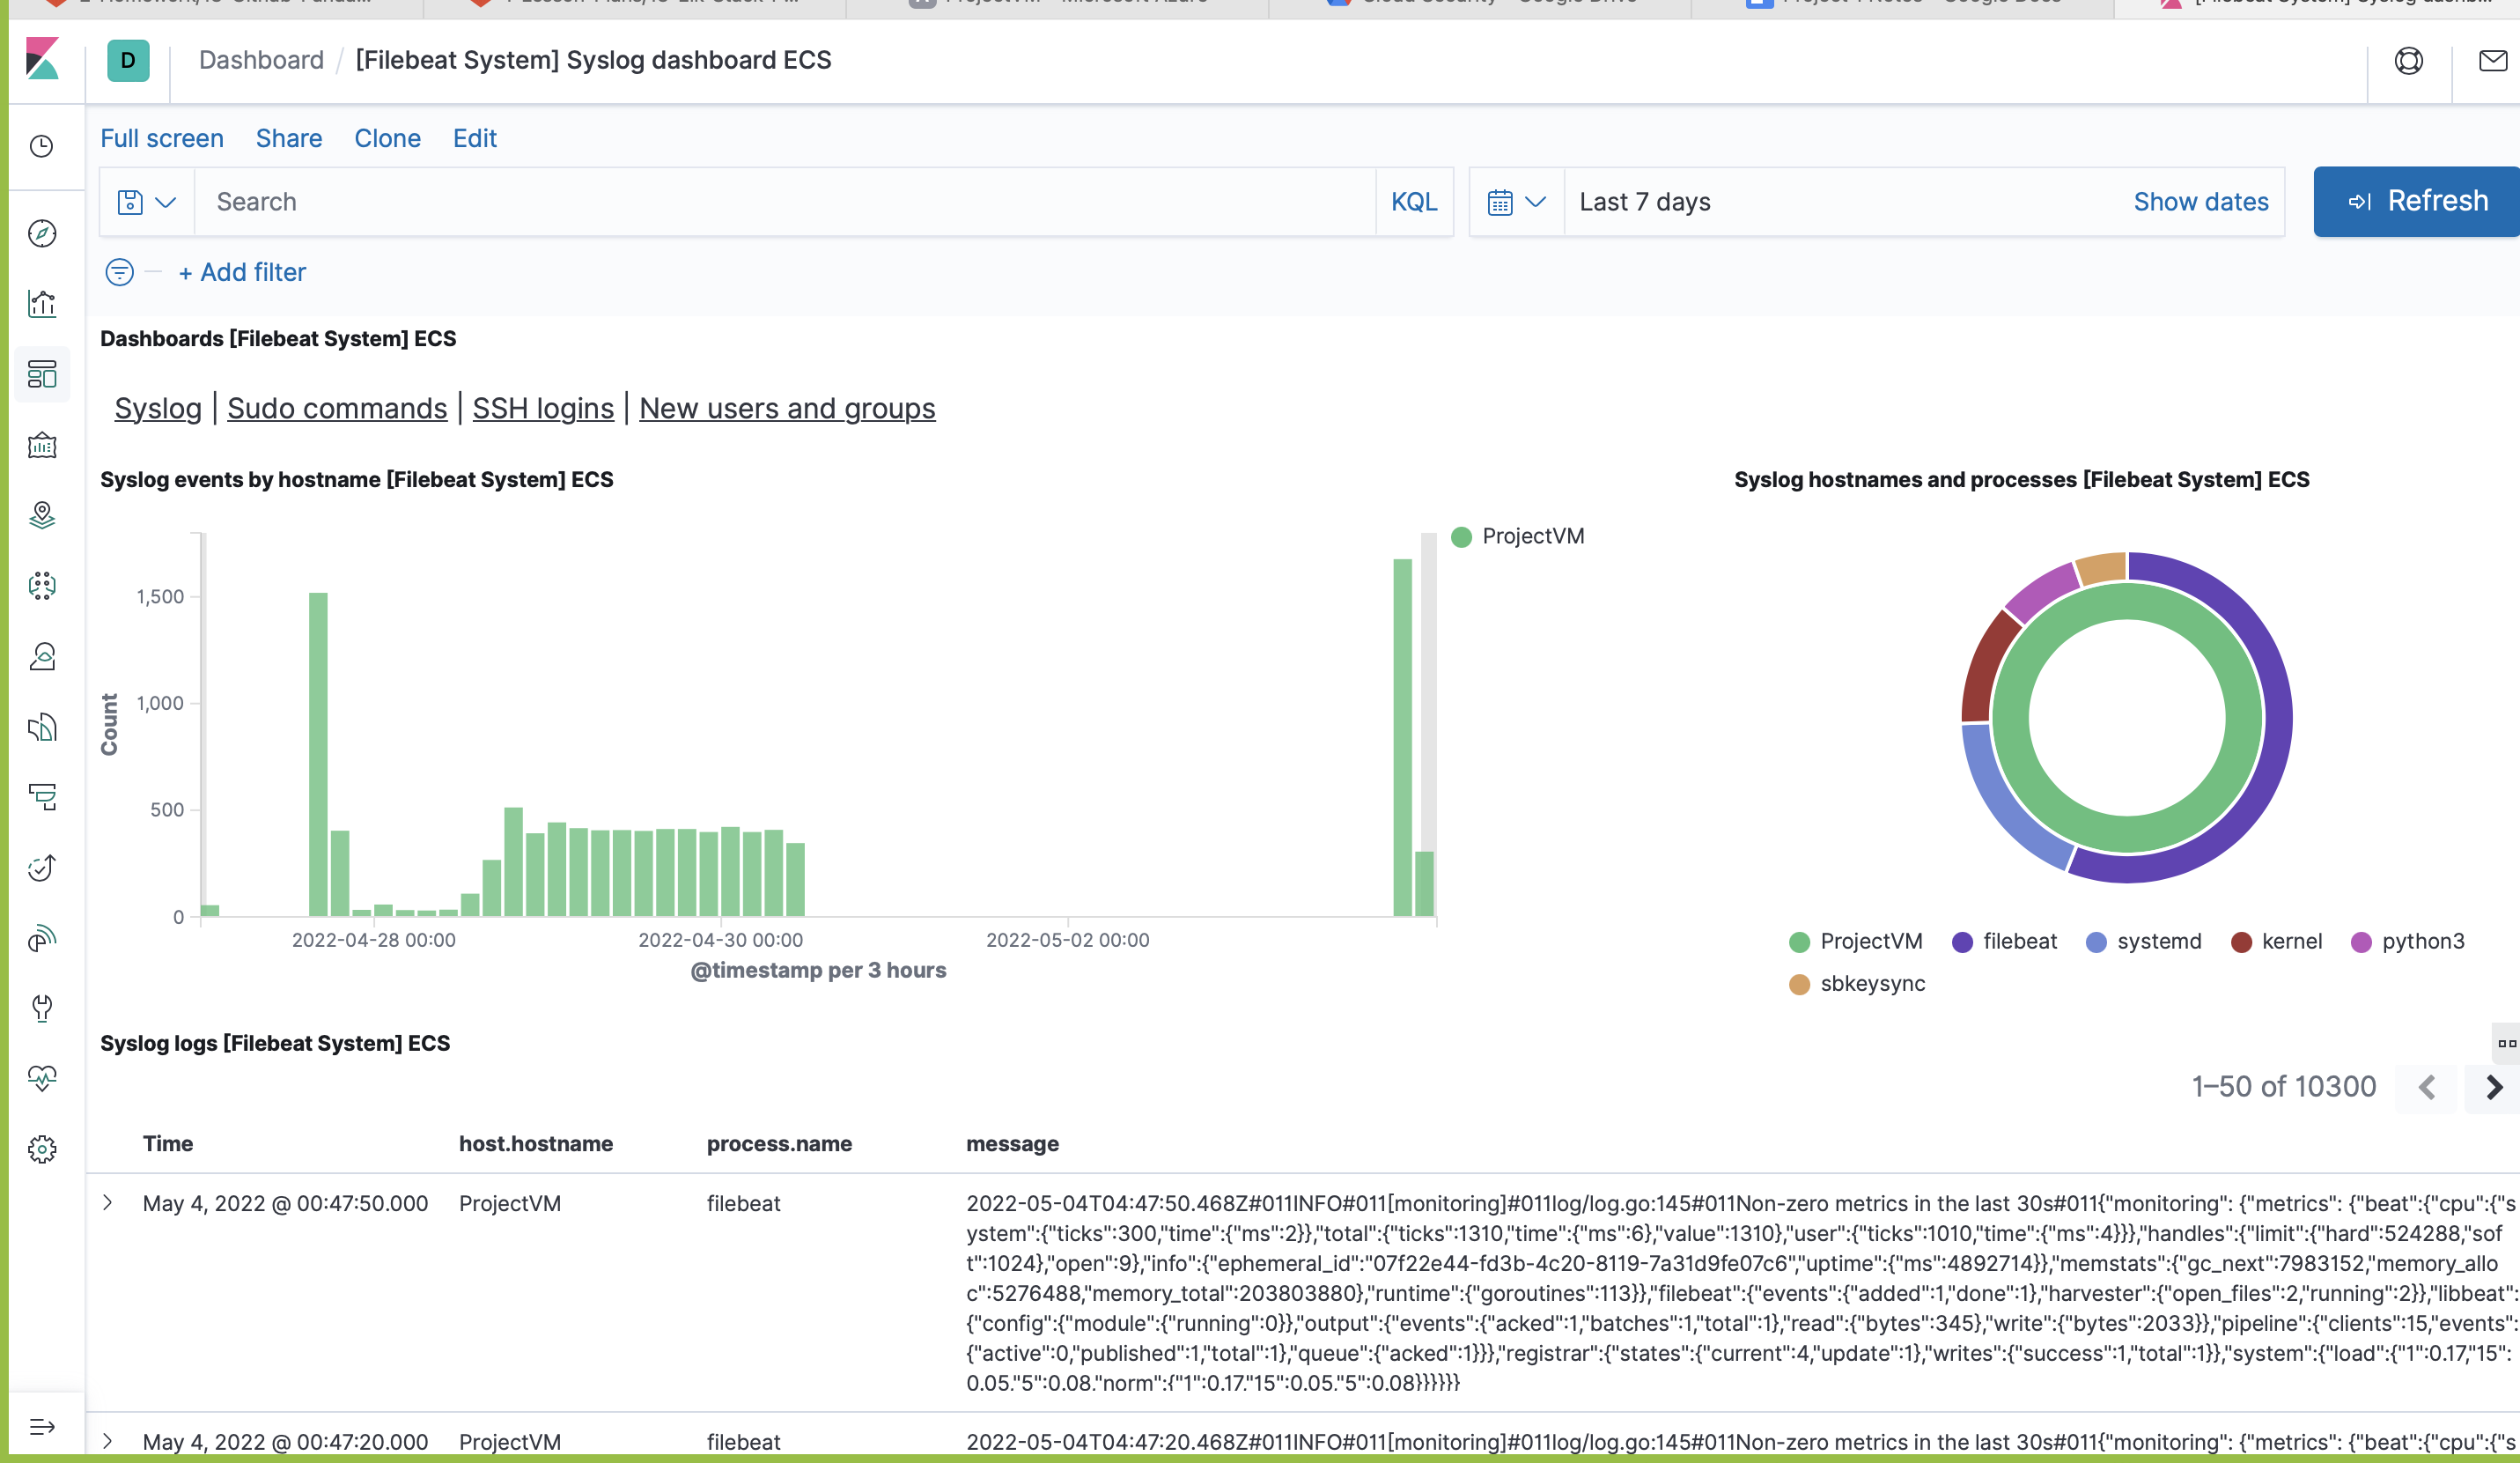 D Dashboard / [Filebeat System] Syslog dashboard ECS
Full screen Share Clone Edit
Search KQL Last 7 days Show dates Refresh
+ Add filter
Dashboards [Filebeat System] ECS
Syslog | Sudo commands | SSH logins | New users and groups
Syslog events by hostname [Filebeat System] ECS
ProjectVM
1,500
1,000
500
0
Count
2022-04-28 00:00 2022-04-30 00:00 2022-05-02 00:00
@timestamp per 3 hours
Syslog hostnames and processes [Filebeat System] ECS
ProjectVM filebeat systemd kernel python3
sbkeysync
Syslog logs [Filebeat System] ECS
1–50 of 10300
Time host.hostname process.name message
May 4, 2022 @ 00:47:50.000 ProjectVM filebeat 2022-05-04T04:47:50.468Z#011INFO#011[monitoring]#011log/log.go:145#011Non-zero metrics in the last 30s#011{"monitoring": {"metrics": {"beat":{"cpu":{"s
ystem":{"ticks":300,"time":{"ms":2}},"total":{"ticks":1310,"time":{"ms":6},"value":1310},"user":{"ticks":1010,"time":{"ms":4}}},"handles":{"limit":{"hard":524288,"sof
t":1024},"open":9},"info":{"ephemeral_id":"07f22e44-fd3b-4c20-8119-7a31d9fe07c6","uptime":{"ms":4892714}},"memstats":{"gc_next":7983152,"memory_allo
c":5276488,"memory_total":203803880},"runtime":{"goroutines":113}},"filebeat":{"events":{"added":1,"done":1},"harvester":{"open_files":2,"running":2}},"libbeat":
{"config":{"module":{"running":0}},"output":{"events":{"acked":1,"batches":1,"total":1},"read":{"bytes":345},"write":{"bytes":2033}},"pipeline":{"clients":15,"events":
{"active":0,"published":1,"total":1},"queue":{"acked":1}}},"registrar":{"states":{"current":4,"update":1},"writes":{"success":1,"total":1}},"system":{"load":{"1":0.17,"15":
0.05,"5":0.08,"norm":{"1":0.17,"15":0.05,"5":0.08}}}}}}
May 4, 2022 @ 00:47:20.000 ProjectVM filebeat 2022-05-04T04:47:20.468Z#011INFO#011[monitoring]#011log/log.go:145#011Non-zero metrics in the last 30s#011{"monitoring": {"metrics": {"beat":{"cpu":{"s